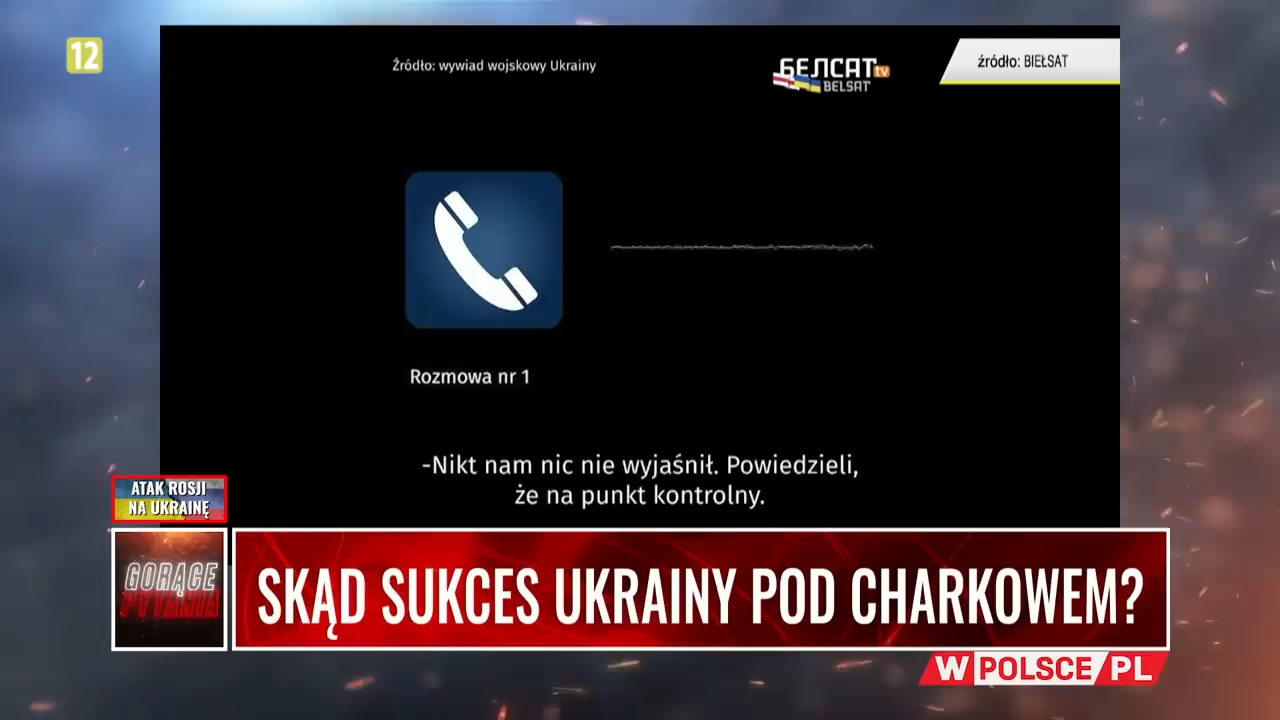 12
Źródło: wywiad wojskowy Ukrainy
БЕЛСАТ tv
BELSAT
źródło: BIEŁSAT
Rozmowa nr 1
-Nikt nam nic nie wyjaśnił. Powiedzieli,
że na punkt kontrolny.
ATAK ROSJI
NA UKRAINĘ
GORĄCE
PYTANIA
SKĄD SUKCES UKRAINY POD CHARKOWEM?
WPOLSCE/PL